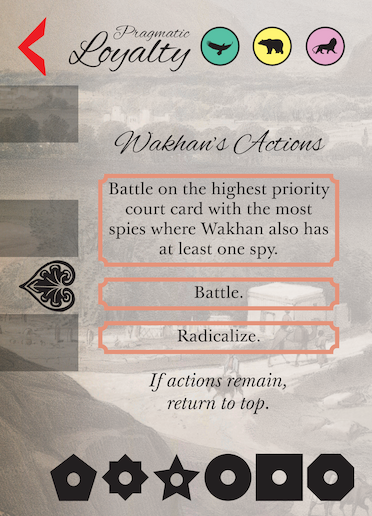 Pragmatic
Loyalty
Wakhan's Actions
Battle on the highest priority
court card with the most
spies where Wakhan also has
at least one spy.
Battle.
Radicalize.
If actions remain,
return to top.